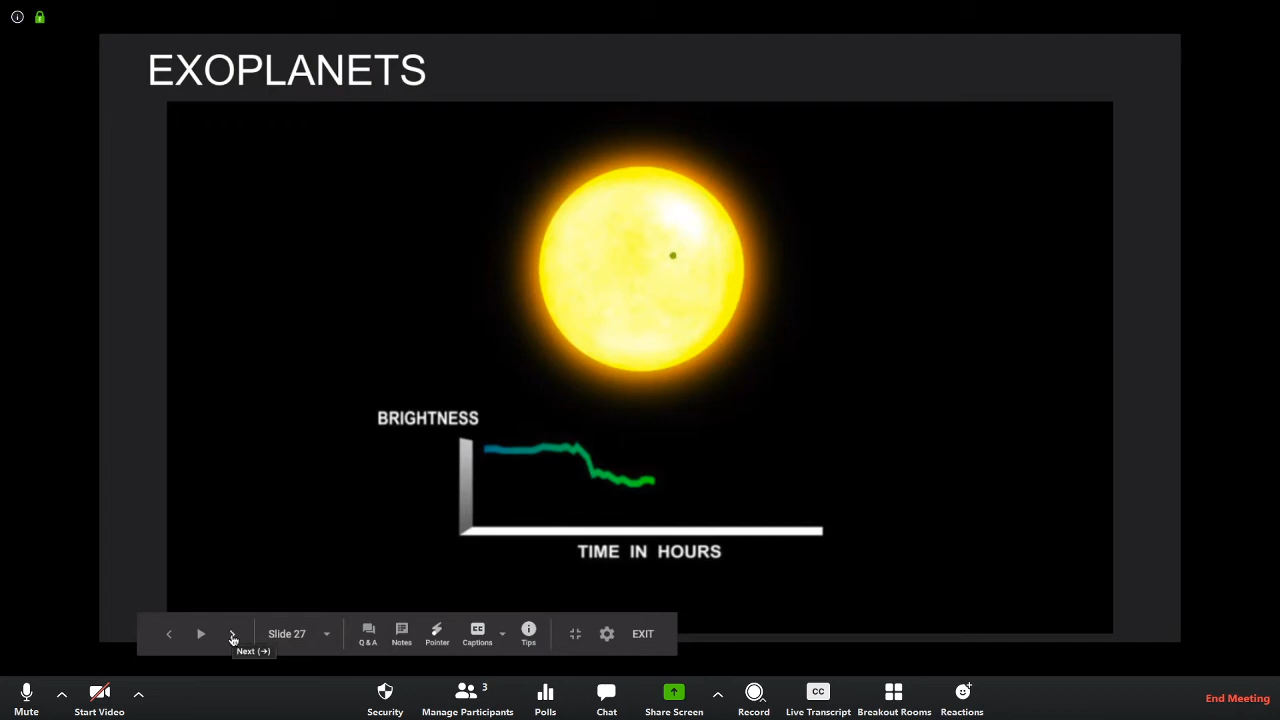 EXOPLANETS
BRIGHTNESS
TIME IN HOURS
Slide 27
Q & A
Notes
Pointer
CC
Captions
Tips
EXIT
Next (→)
Mute
Start Video
Security
3
Manage Participants
Polls
Chat
Share Screen
Record
CC
Live Transcript
Breakout Rooms
Reactions
End Meeting